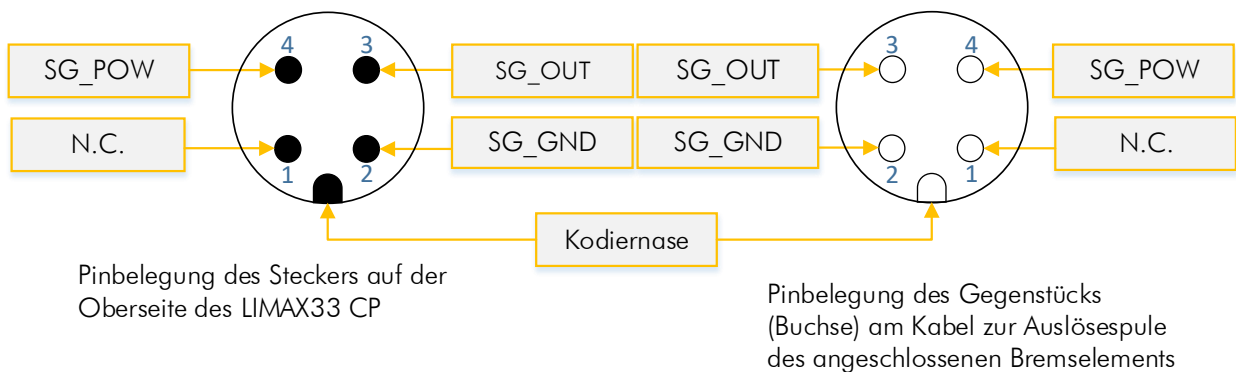 4 3 3 4
SG_POW SG_OUT SG_OUT SG_POW
N.C. SG_GND SG_GND N.C.
1 2 2 1
Kodiernase
Pinbelegung des Steckers auf der
Oberseite des LIMAX33 CP
Pinbelegung des Gegenstücks
(Buchse) am Kabel zur Auslösespule
des angeschlossenen Bremselements